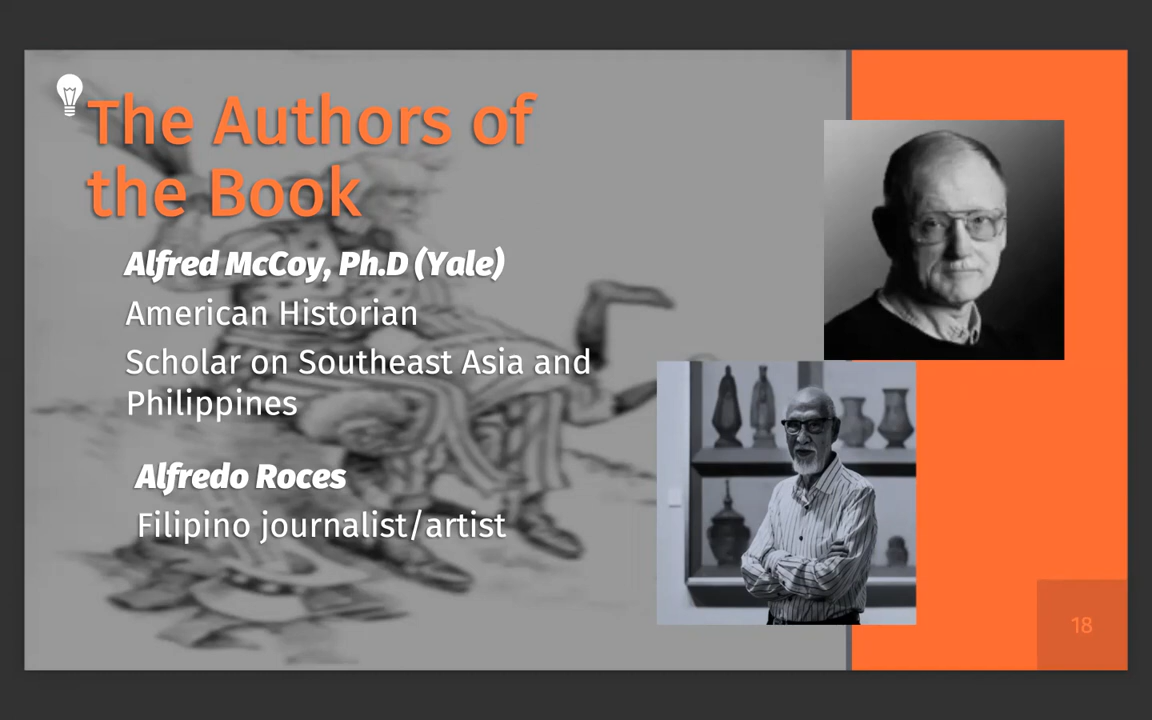 The Authors of
the Book
Alfred McCoy, Ph.D (Yale)
American Historian
Scholar on Southeast Asia and
Philippines
Alfredo Roces
Filipino journalist/artist
18